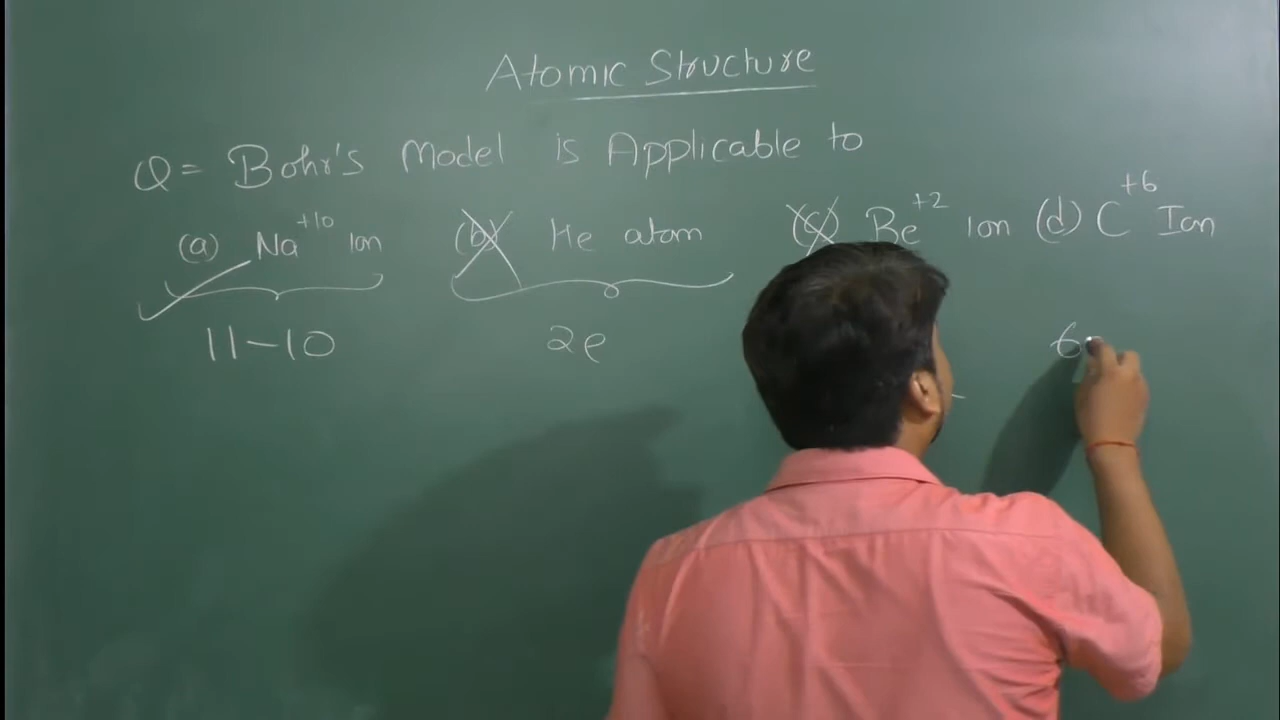 Atomic Structure
Q = Bohr's Model is Applicable to
(a) Na+10 Ion (b) He atom (c) Be+2 Ion (d) C+6 Ion
11-10 2e 6